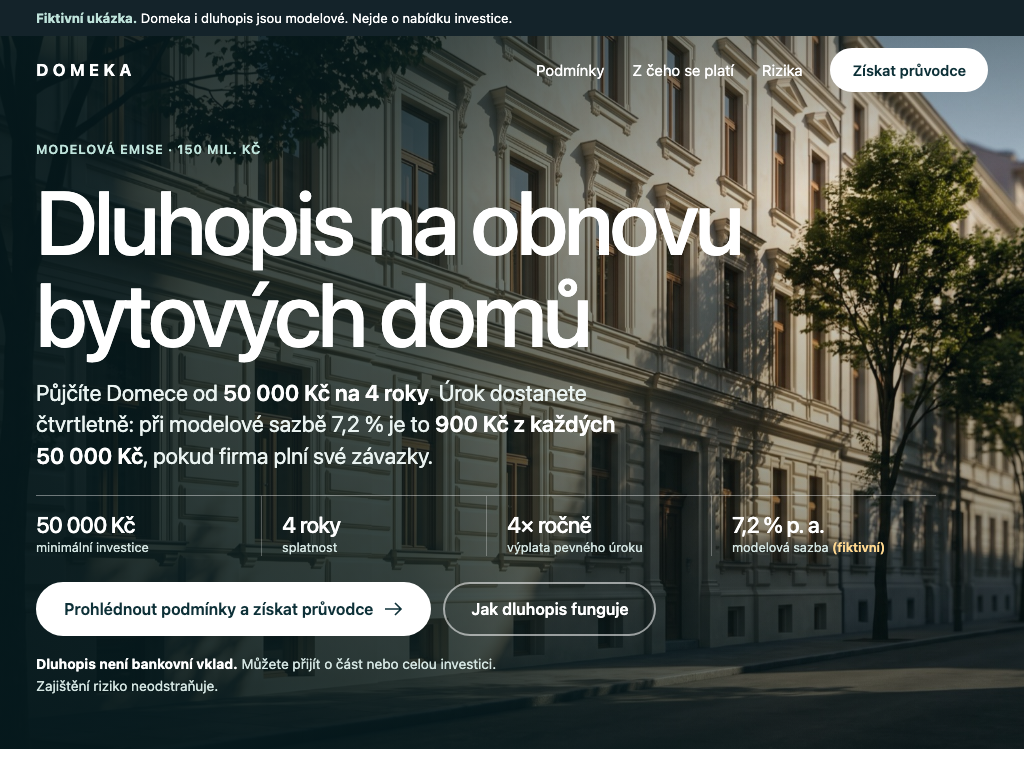 Fiktivní ukázka. Domeka i dluhopis jsou modelové. Nejde o nabídku investice.
DOMEKA
Podmínky
Z čeho se platí
Rizika
Získat průvodce
MODELOVÁ EMISE · 150 MIL. KČ
Dluhopis na obnovu
bytových domů
Půjčíte Domece od 50 000 Kč na 4 roky. Úrok dostanete
čtvrtletně: při modelové sazbě 7,2 % je to 900 Kč z každých
50 000 Kč, pokud firma plní své závazky.
50 000 Kč
minimální investice
4 roky
splatnost
4× ročně
výplata pevného úroku
7,2 % p. a.
modelová sazba (fiktivní)
Prohlédnout podmínky a získat průvodce →
Jak dluhopis funguje
Dluhopis není bankovní vklad. Můžete přijít o část nebo celou investici.
Zajištění riziko neodstraňuje.